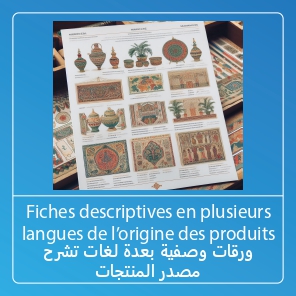 Fiches descriptives en plusieurs
langues de l’origine des produits
ورقات وصفية بعدة لغات تشرح
مصدر المنتجات